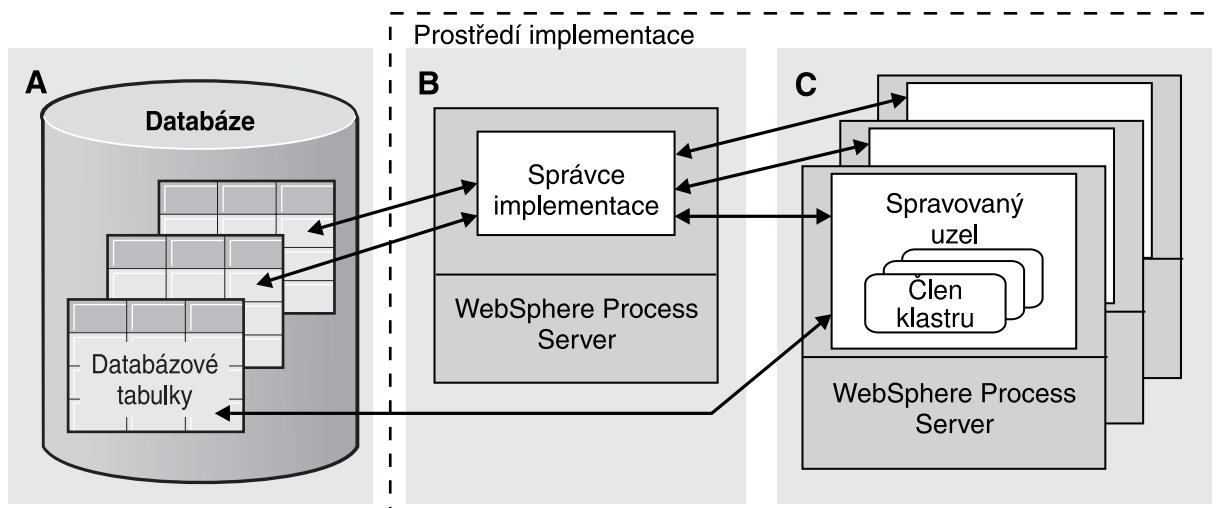 Prostředí implementace
A
Databáze
Databázové
tabulky
B
Správce
implementace
WebSphere Process
Server
C
Spravovaný
uzel
Člen
klastru
WebSphere Process
Server